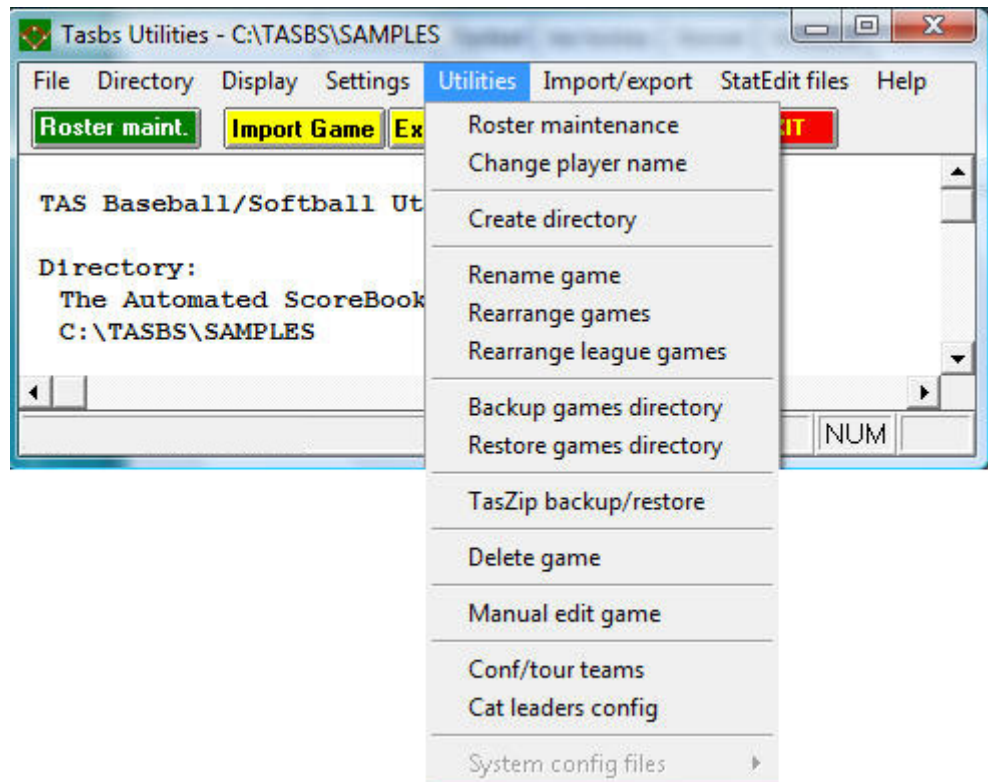 Tasbs Utilities - C:\TASBS\SAMPLES
File Directory Display Settings Utilities Import/export StatEdit files Help
Roster maint. Import Game Ex IT
TAS Baseball/Softball Ut
Directory:
The Automated ScoreBook
C:\TASBS\SAMPLES
NUM
Roster maintenance
Change player name
Create directory
Rename game
Rearrange games
Rearrange league games
Backup games directory
Restore games directory
TasZip backup/restore
Delete game
Manual edit game
Conf/tour teams
Cat leaders config
System config files